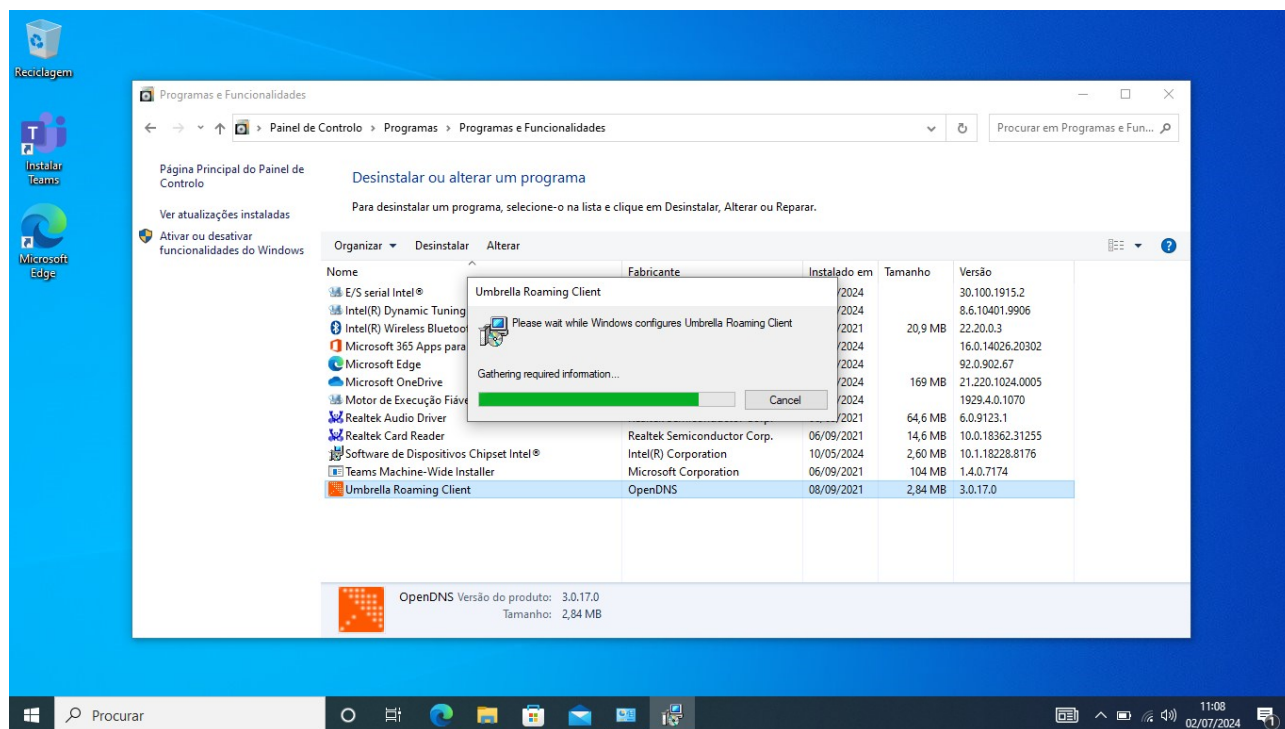 Reciclagem
Instalar
Teams
Microsoft
Edge
Programas e Funcionalidades
Painel de Controlo > Programas > Programas e Funcionalidades
Procurar em Programas e Fun...
Página Principal do Painel de
Controlo
Ver atualizações instaladas
Ativar ou desativar
funcionalidades do Windows
Desinstalar ou alterar um programa
Para desinstalar um programa, selecione-o na lista e clique em Desinstalar, Alterar ou Reparar.
Organizar Desinstalar Alterar
Nome Fabricante Instalado em Tamanho Versão
E/S serial Intel® /2024 30.100.1915.2
Intel(R) Dynamic Tuning /2024 8.6.10401.9906
Intel(R) Wireless Bluetoo /2021 20,9 MB 22.20.0.3
Microsoft 365 Apps para /2024 16.0.14026.20302
Microsoft Edge /2024 92.0.902.67
Microsoft OneDrive /2024 169 MB 21.220.1024.0005
Motor de Execução Fiáve /2024 1929.4.0.1070
Realtek Audio Driver /2021 64,6 MB 6.0.9123.1
Realtek Card Reader Realtek Semiconductor Corp. 06/09/2021 14,6 MB 10.0.18362.31255
Software de Dispositivos Chipset Intel® Intel(R) Corporation 10/05/2024 2,60 MB 10.1.18228.8176
Teams Machine-Wide Installer Microsoft Corporation 06/09/2021 104 MB 1.4.0.7174
Umbrella Roaming Client OpenDNS 08/09/2021 2,84 MB 3.0.17.0
Umbrella Roaming Client
Please wait while Windows configures Umbrella Roaming Client
Gathering required information...
Cancel
OpenDNS Versão do produto: 3.0.17.0
Tamanho: 2,84 MB
Procurar
11:08
02/07/2024
1